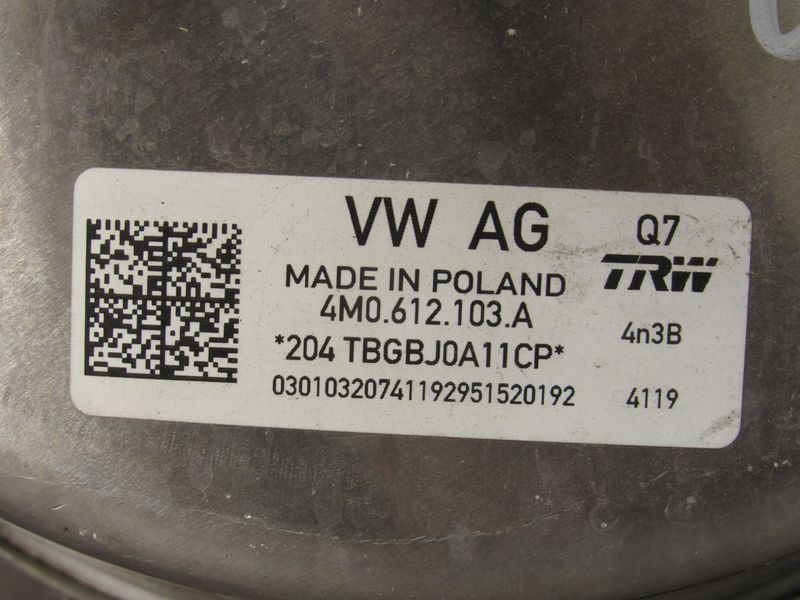 VW AG
Q7
MADE IN POLAND
TRW
4M0.612.103.A
4n3B
*204 TBGBJ0A11CP*
03010320741192951520192
4119